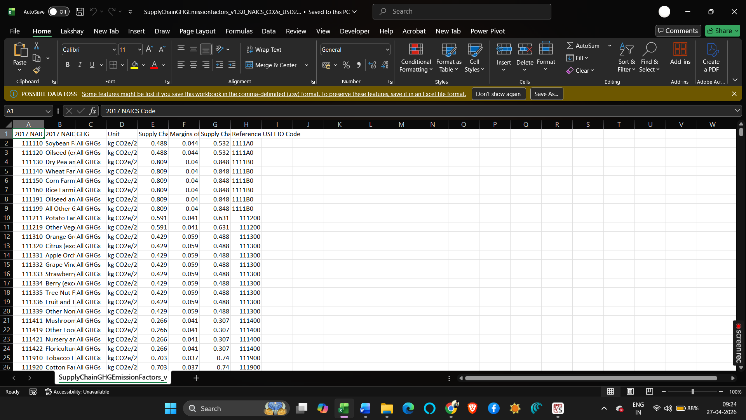 AutoSave Off SupplyChainGHGEmissionFactors_v1.3.0_NAICS_CO2e_USD2... • Saved to this PC Search
File Home Lakshay New Tab Insert Draw Page Layout Formulas Data Review View Developer Help Acrobat New Tab Power Pivot Comments Share
Paste Calibri 11 Wrap Text General Conditional Formatting Format as Table Cell Styles Insert Delete Format AutoSum Fill Clear Sort & Filter Find & Select Add-ins Create a PDF
B I U Merge & Center
Clipboard Font Alignment Number Styles Cells Editing Add-ins Adobe Acr...
POSSIBLE DATA LOSS Some features might be lost if you save this workbook in the comma-delimited (.csv) format. To preserve these features, save it in an Excel file format. Don't show again Save As...
A1 fx 2017 NAICS Code
A B C D E F G H I J K L M N O P Q R S T U V W
1 2017 NAIC 2017 NAIC GHG Unit Supply Cha Margins of Supply Cha Reference USEEIO Code
2 111110 Soybean F All GHGs kg CO2e/2 0.488 0.044 0.532 1111A0
3 111120 Oilseed (e All GHGs kg CO2e/2 0.488 0.044 0.532 1111A0
4 111130 Dry Pea an All GHGs kg CO2e/2 0.809 0.04 0.848 1111B0
5 111140 Wheat Far All GHGs kg CO2e/2 0.809 0.04 0.848 1111B0
6 111150 Corn Farm All GHGs kg CO2e/2 0.809 0.04 0.848 1111B0
7 111160 Rice Farmi All GHGs kg CO2e/2 0.809 0.04 0.848 1111B0
8 111191 Oilseed an All GHGs kg CO2e/2 0.809 0.04 0.848 1111B0
9 111199 All Other G All GHGs kg CO2e/2 0.809 0.04 0.848 1111B0
10 111211 Potato Far All GHGs kg CO2e/2 0.591 0.041 0.631 111200
11 111219 Other Veg All GHGs kg CO2e/2 0.591 0.041 0.631 111200
12 111310 Orange Gr All GHGs kg CO2e/2 0.429 0.059 0.488 111300
13 111320 Citrus (exc All GHGs kg CO2e/2 0.429 0.059 0.488 111300
14 111331 Apple Orc All GHGs kg CO2e/2 0.429 0.059 0.488 111300
15 111332 Grape Vine All GHGs kg CO2e/2 0.429 0.059 0.488 111300
16 111333 Strawberr All GHGs kg CO2e/2 0.429 0.059 0.488 111300
17 111334 Berry (exc All GHGs kg CO2e/2 0.429 0.059 0.488 111300
18 111335 Tree Nut F All GHGs kg CO2e/2 0.429 0.059 0.488 111300
19 111336 Fruit and T All GHGs kg CO2e/2 0.429 0.059 0.488 111300
20 111339 Other Non All GHGs kg CO2e/2 0.429 0.059 0.488 111300
21 111411 Mushroom All GHGs kg CO2e/2 0.266 0.041 0.307 111400
22 111419 Other Foo All GHGs kg CO2e/2 0.266 0.041 0.307 111400
23 111421 Nursery an All GHGs kg CO2e/2 0.266 0.041 0.307 111400
24 111422 Floricultur All GHGs kg CO2e/2 0.266 0.041 0.307 111400
25 111910 Tobacco F All GHGs kg CO2e/2 0.703 0.037 0.74 111900
26 111920 Cotton Far All GHGs kg CO2e/2 0.703 0.037 0.74 111900
SupplyChainGHGEmissionFactors_v
Ready Accessibility: Unavailable 100%
Search ENG IN 88% 09:24 27-04-2026